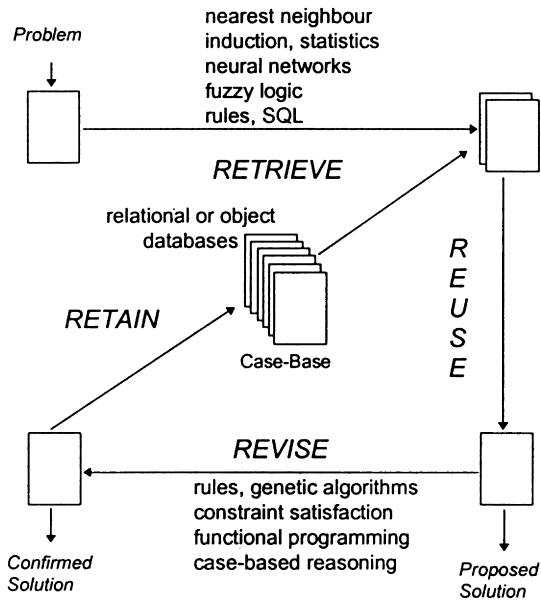 Problem
nearest neighbour
induction, statistics
neural networks
fuzzy logic
rules, SQL
RETRIEVE
relational or object
databases
Case-Base
RETAIN
REUSE
REVISE
rules, genetic algorithms
constraint satisfaction
functional programming
case-based reasoning
Confirmed
Solution
Proposed
Solution